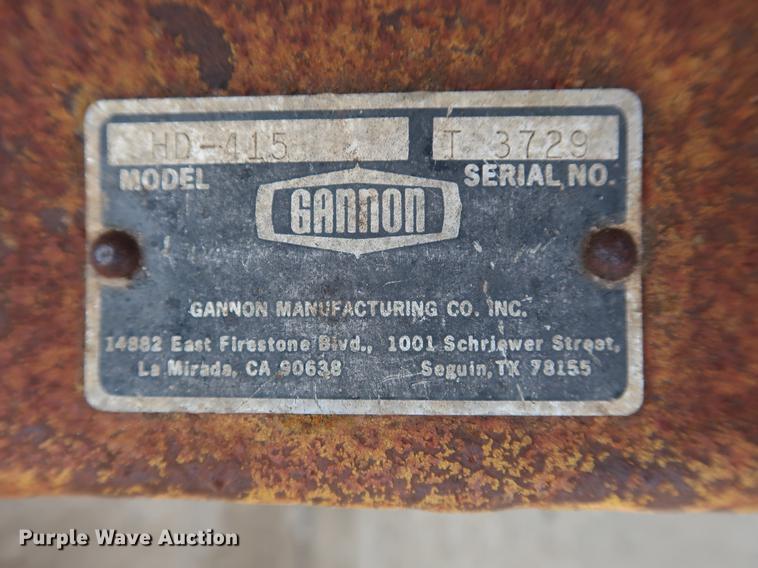 HD-415 T 3729
MODEL SERIAL NO.
GANNON
GANNON MANUFACTURING CO. INC.
14882 East Firestone Blvd., 1001 Schriewer Street,
La Mirada, CA 90638 Seguin, TX 78155
Purple Wave Auction